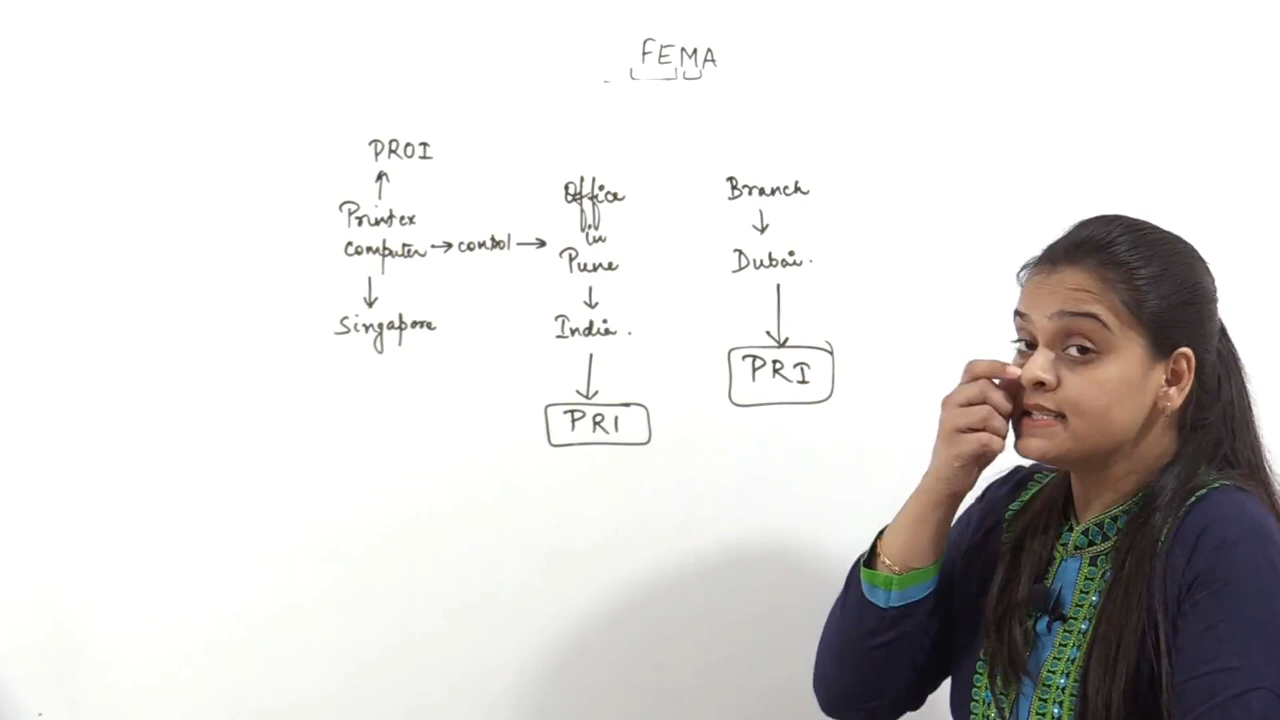 FEMA
PROI
Printex
computer → control →
Singapore
Office
in
Pune
India.
PRI
Branch
Dubai.
PRI